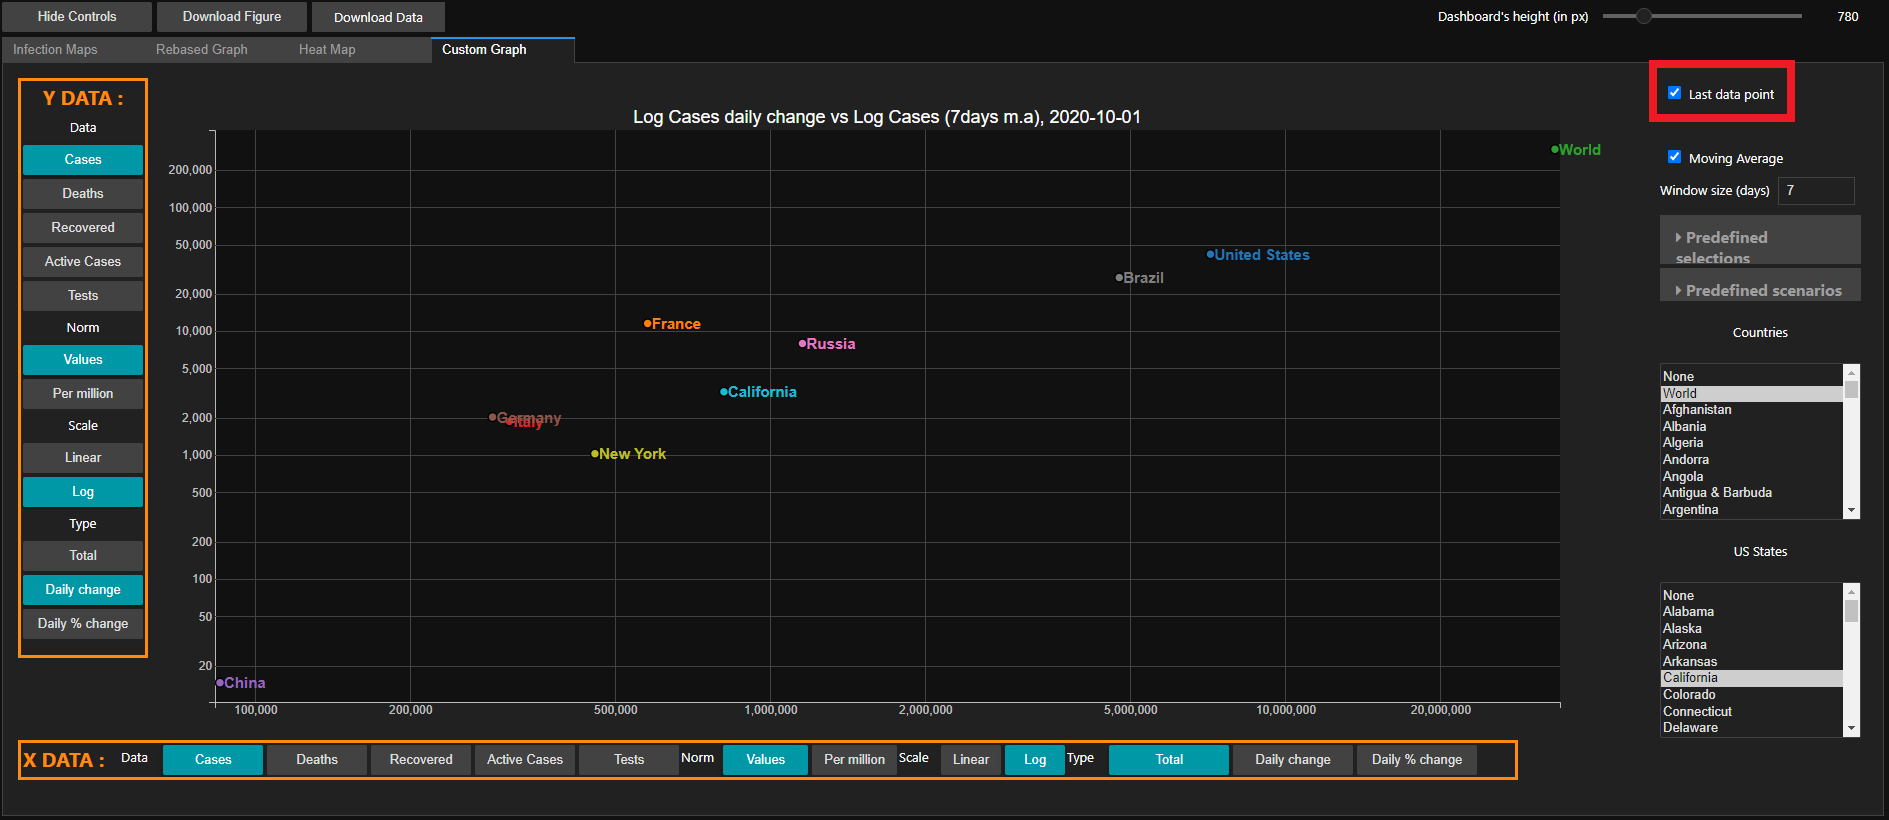 Hide Controls
Download Figure
Download Data
Dashboard's height (in px)
780
Infection Maps
Rebased Graph
Heat Map
Custom Graph
Y DATA :
Data
Cases
Deaths
Recovered
Active Cases
Tests
Norm
Values
Per million
Scale
Linear
Log
Type
Total
Daily change
Daily % change
Log Cases daily change vs Log Cases (7days m.a), 2020-10-01
200,000
100,000
50,000
20,000
10,000
5,000
2,000
1,000
500
200
100
50
20
World
United States
Brazil
France
Russia
California
Germany
Italy
New York
China
100,000
200,000
500,000
1,000,000
2,000,000
5,000,000
10,000,000
20,000,000
X DATA :
Data
Cases
Deaths
Recovered
Active Cases
Tests
Norm
Values
Per million
Scale
Linear
Log
Type
Total
Daily change
Daily % change
Last data point
Moving Average
Window size (days)
7
Predefined
selections
Predefined scenarios
Countries
None
World
Afghanistan
Albania
Algeria
Andorra
Angola
Antigua & Barbuda
Argentina
US States
None
Alabama
Alaska
Arizona
Arkansas
California
Colorado
Connecticut
Delaware